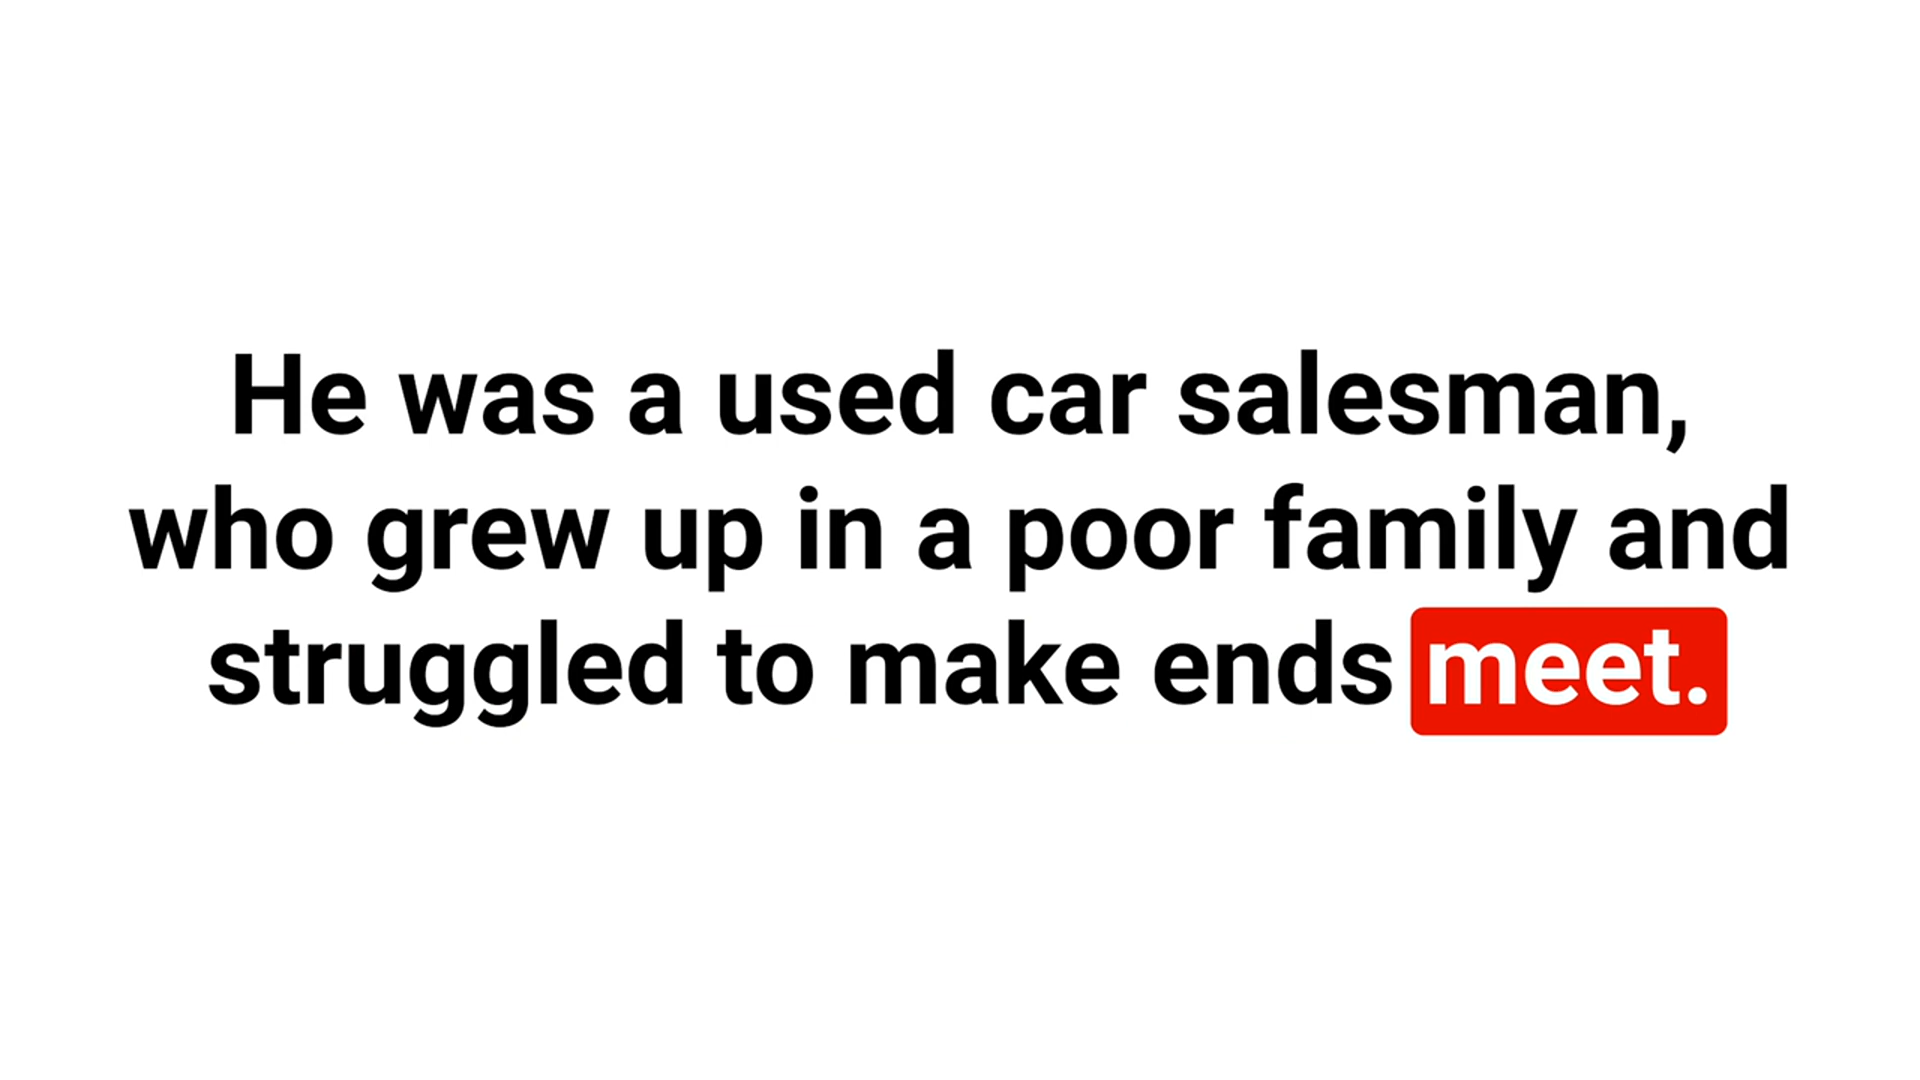 He was a used car salesman,
who grew up in a poor family and
struggled to make ends meet.